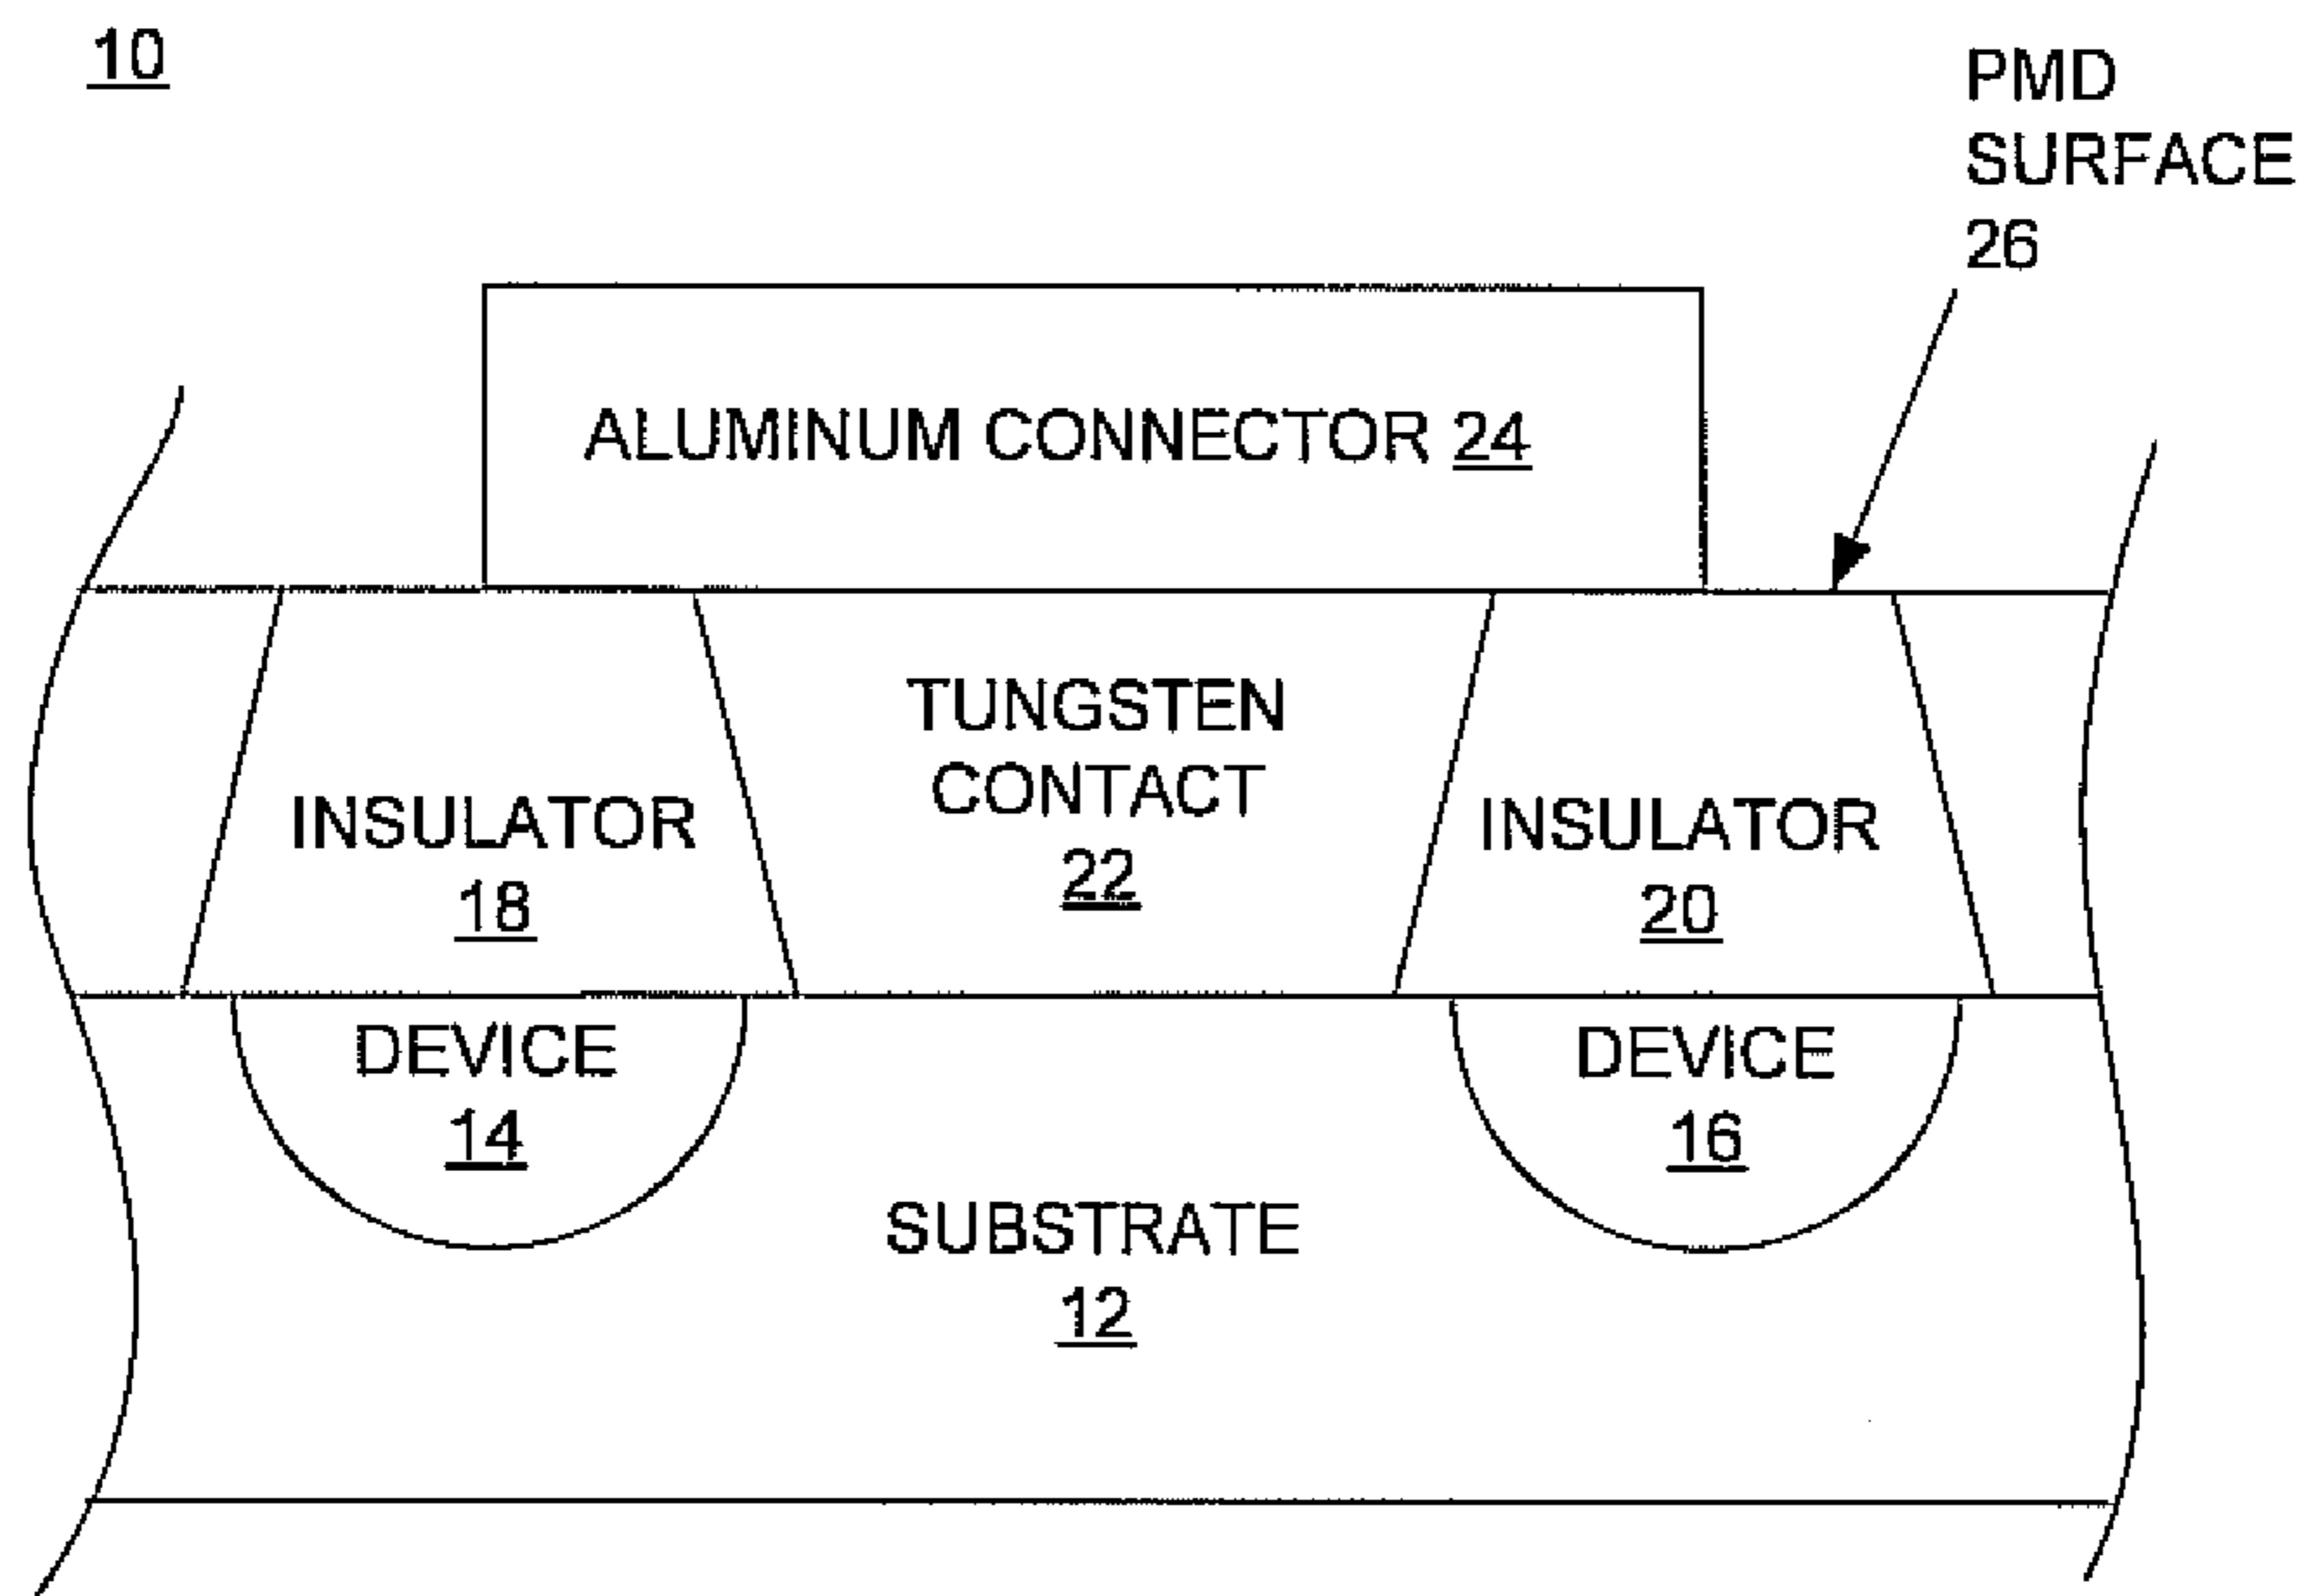 10
PMD
SURFACE
26
ALUMINUM CONNECTOR 24
TUNGSTEN
CONTACT
22
INSULATOR
18
INSULATOR
20
DEVICE
14
DEVICE
16
SUBSTRATE
12